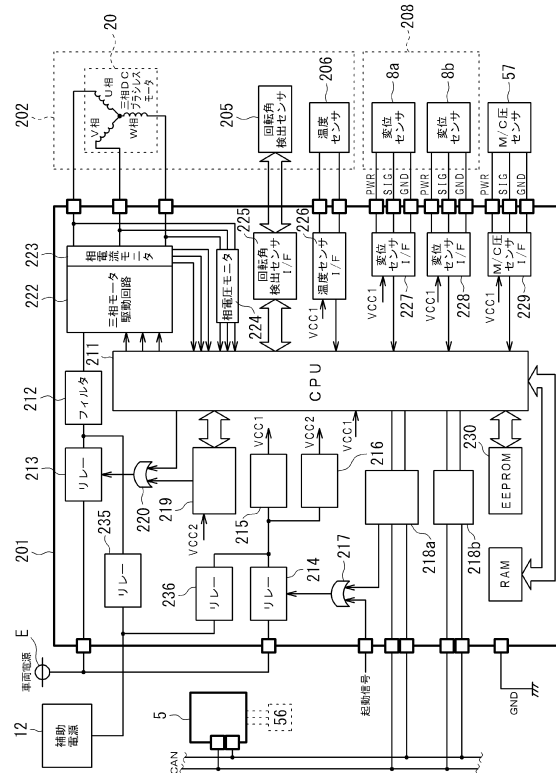 202
20
U相
V相
W相
三相DC
ブラシレス
モータ
205
回転角
検出センサ
206
温度
センサ
208
8a
変位
センサ
8b
変位
センサ
57
M/C圧
センサ
PWR
SIG
GND
PWR
SIG
GND
PWR
SIG
GND
223
相電流モニタ
222
三相モータ
駆動回路
相電圧モニタ
224
225
回転角
検出センサ
I/F
226
温度センサ
I/F
VCC1
変位
センサ
I/F
VCC1
227
変位
センサ
I/F
VCC1
228
M/C圧
センサ
I/F
VCC1
229
211
CPU
212
フィルタ
213
リレー
220
219
VCC2
VCC1
215
VCC2
216
VCC1
230
EEPROM
201
235
リレー
236
リレー
214
リレー
217
218a
218b
RAM
E
車両電源
12
補助
電源
5
56
起動信号
CAN
GND